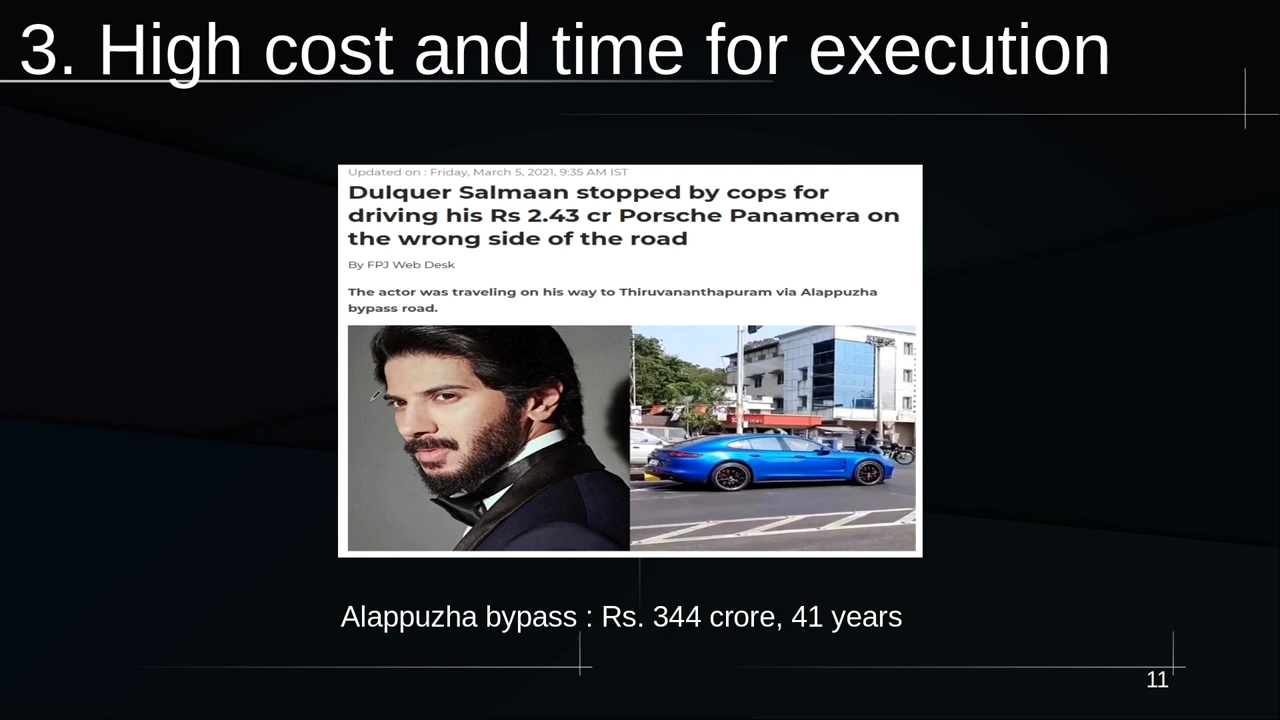 3. High cost and time for execution
Updated on : Friday, March 5, 2021, 9:35 AM IST
Dulquer Salmaan stopped by cops for
driving his Rs 2.43 cr Porsche Panamera on
the wrong side of the road
By FPJ Web Desk
The actor was traveling on his way to Thiruvananthapuram via Alappuzha
bypass road.
Alappuzha bypass : Rs. 344 crore, 41 years
11